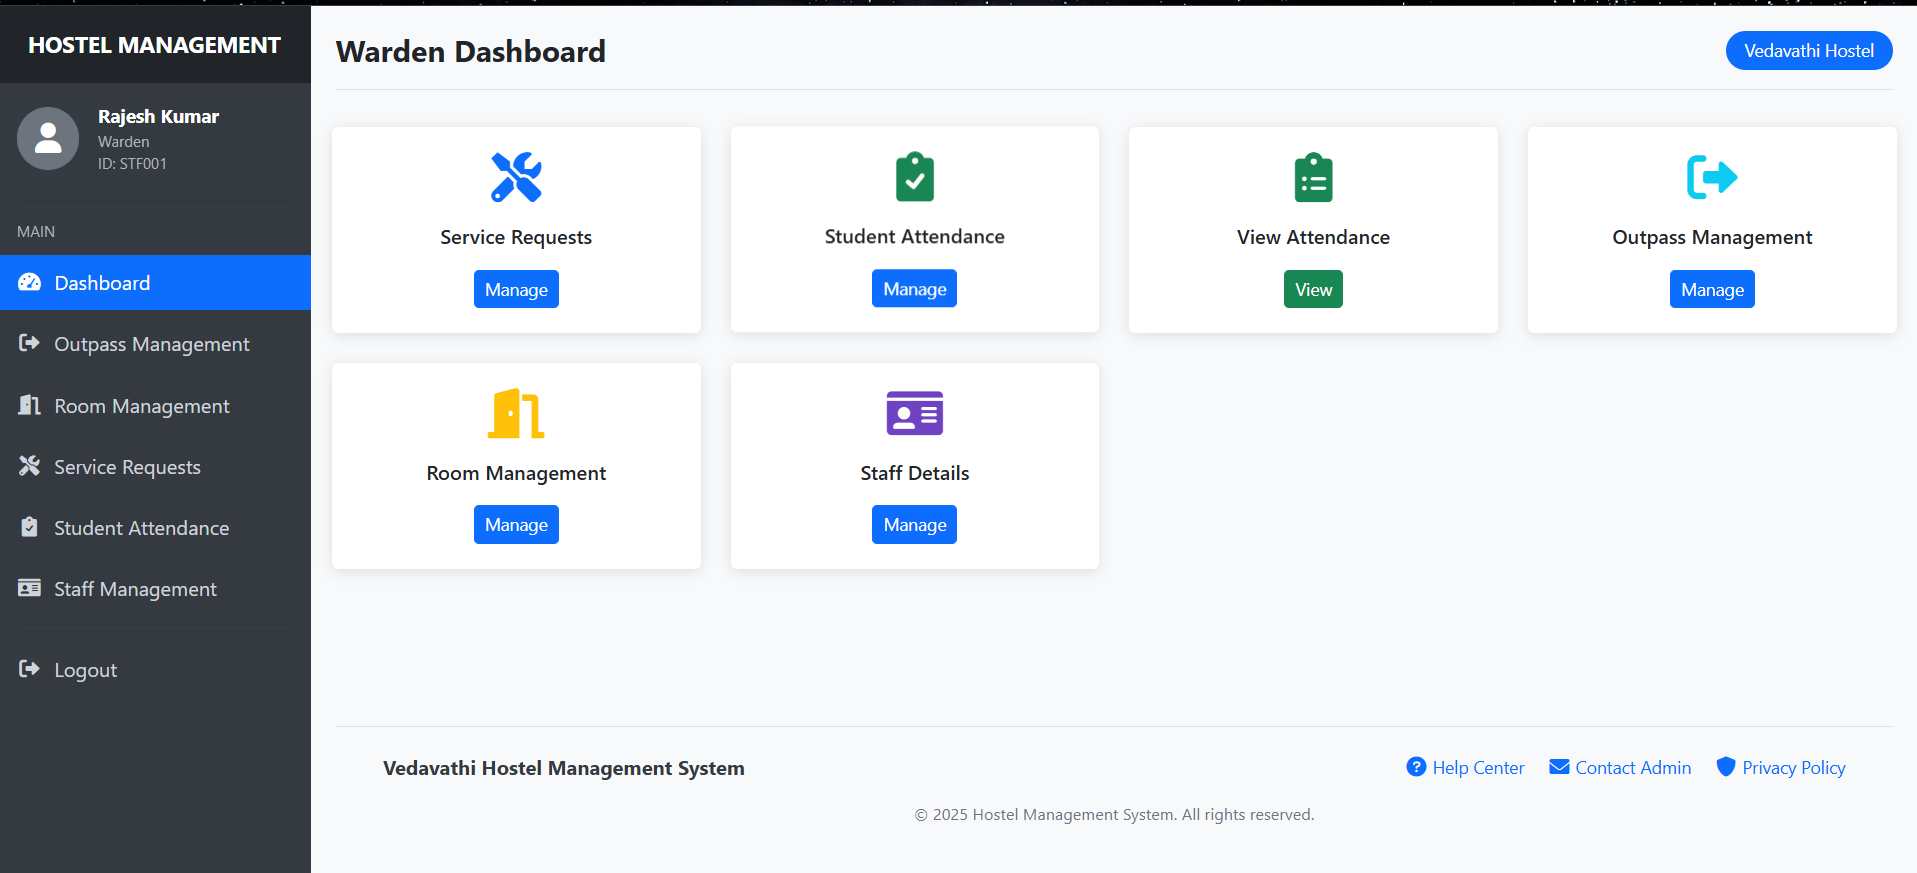 HOSTEL MANAGEMENT
Rajesh Kumar
Warden
ID: STF001
MAIN
Dashboard
Outpass Management
Room Management
Service Requests
Student Attendance
Staff Management
Logout
Warden Dashboard
Vedavathi Hostel
Service Requests
Manage
Student Attendance
Manage
View Attendance
View
Outpass Management
Manage
Room Management
Manage
Staff Details
Manage
Vedavathi Hostel Management System
Help Center
Contact Admin
Privacy Policy
© 2025 Hostel Management System. All rights reserved.